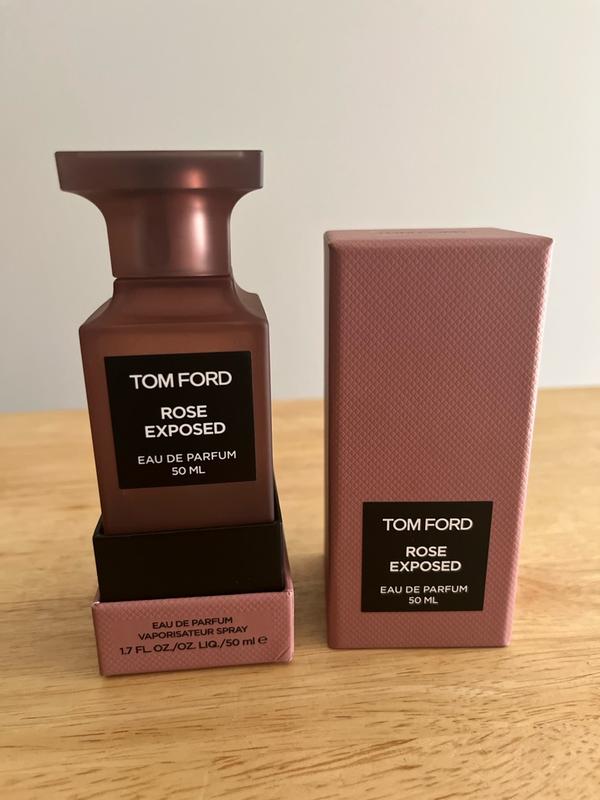 TOM FORD
ROSE
EXPOSED
EAU DE PARFUM
50 ML
EAU DE PARFUM
VAPORISATEUR SPRAY
1.7 FL. OZ./OZ. LIQ./50 ml ℮
TOM FORD
ROSE
EXPOSED
EAU DE PARFUM
50 ML